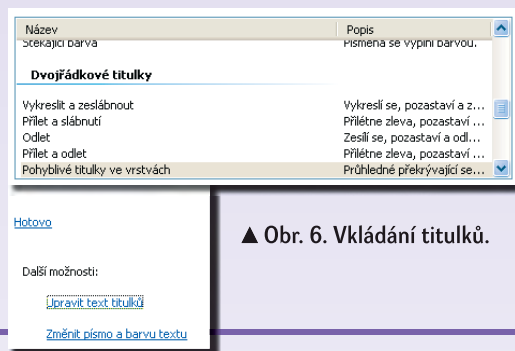 Název Popis
Stékající barva Písmena se vyplní barvou.
Dvojřádkové titulky
Vykreslit a zeslábnout Vykreslí se, pozastaví a z...
Přílet a slábnutí Přilétne zleva, pozastaví ...
Odlet Zesílí se, pozastaví a odl...
Přílet a odlet Přilétne zleva, pozastaví ...
Pohyblivé titulky ve vrstvách Průhledné překrývající se...
Hotovo
▲ Obr. 6. Vkládání titulků.
Další možnosti:
Upravit text titulků
Změnit písmo a barvu textu